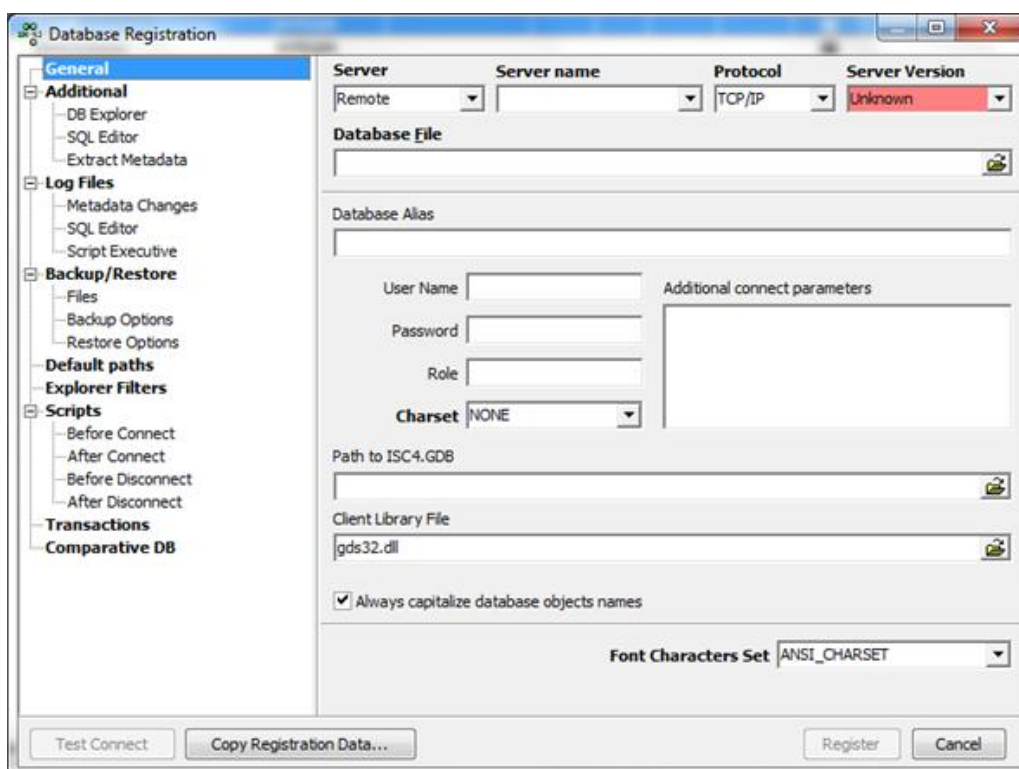 Database Registration
General
Additional
DB Explorer
SQL Editor
Extract Metadata
Log Files
Metadata Changes
SQL Editor
Script Executive
Backup/Restore
Files
Backup Options
Restore Options
Default paths
Explorer Filters
Scripts
Before Connect
After Connect
Before Disconnect
After Disconnect
Transactions
Comparative DB
Server Server name Protocol Server Version
Remote TCP/IP Unknown
Database File
Database Alias
User Name Additional connect parameters
Password
Role
Charset NONE
Path to ISC4.GDB
Client Library File
gds32.dll
Always capitalize database objects names
Font Characters Set ANSI_CHARSET
Test Connect Copy Registration Data... Register Cancel